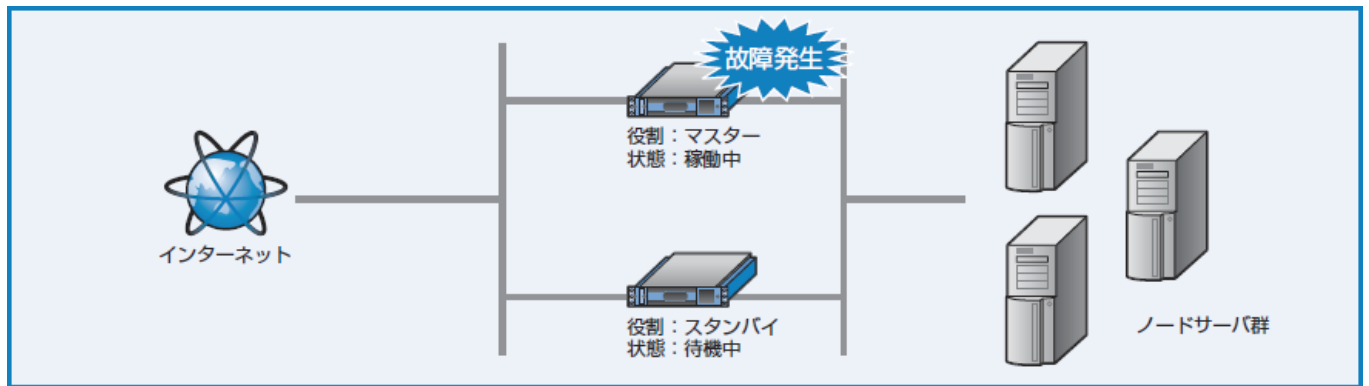 故障発生
役割：マスター
状態：稼働中
インターネット
役割：スタンバイ
状態：待機中
ノードサーバ群